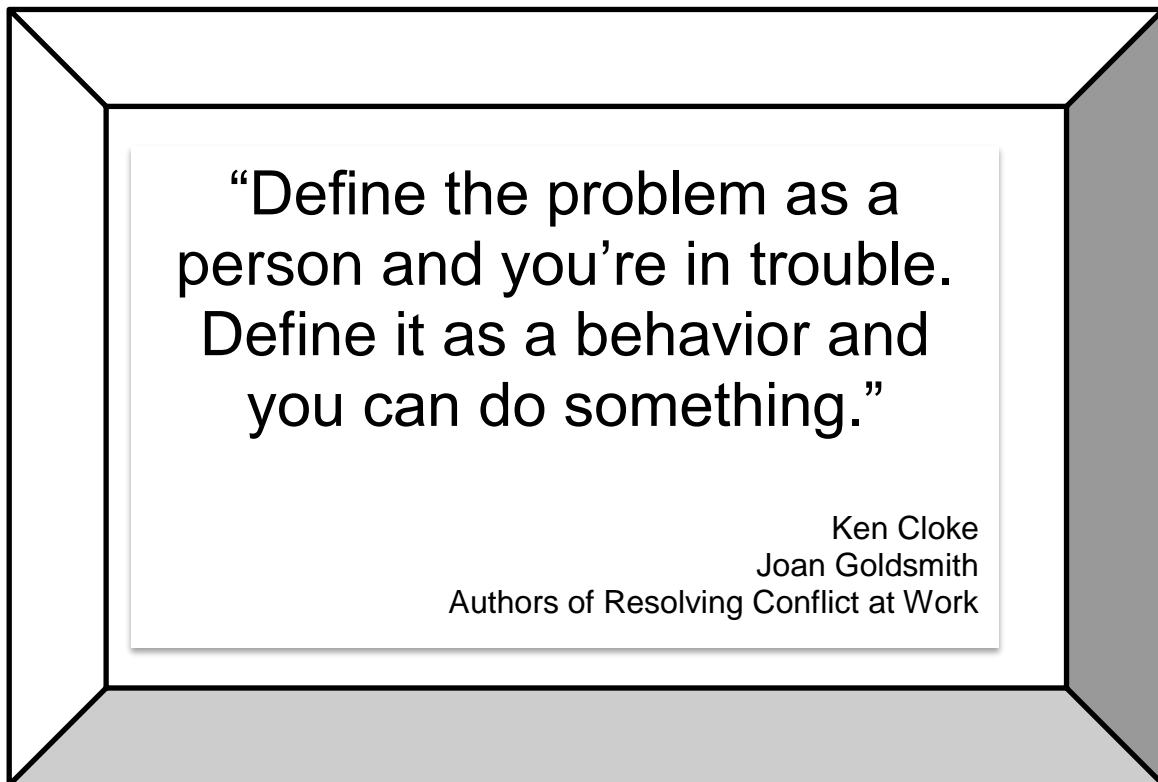 “Define the problem as a
person and you’re in trouble.
Define it as a behavior and
you can do something.”
Ken Cloke
Joan Goldsmith
Authors of Resolving Conflict at Work